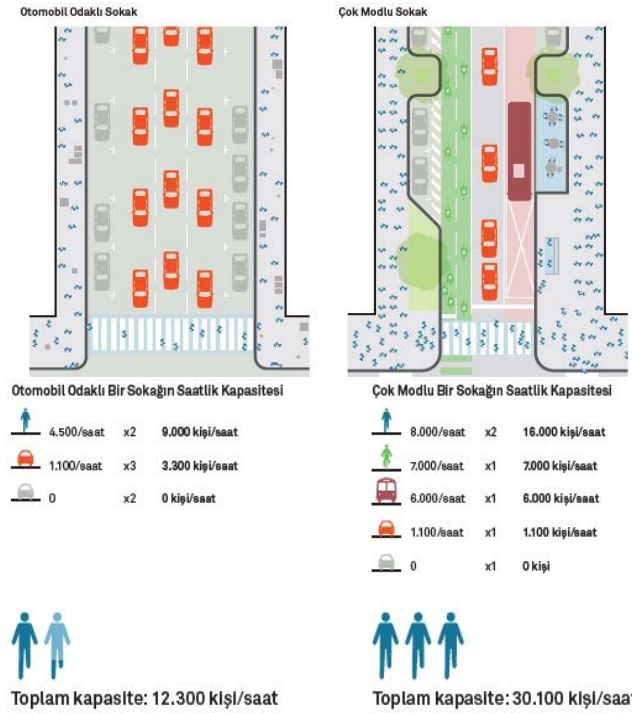 Otomobil Odaklı Sokak
Otomobil Odaklı Bir Sokağın Saatlik Kapasitesi
4.500/saat x2 9.000 kişi/saat
1.100/saat x3 3.300 kişi/saat
0 x2 0 kişi/saat
Toplam kapasite: 12.300 kişi/saat
Çok Modlu Sokak
Çok Modlu Bir Sokağın Saatlik Kapasitesi
8.000/saat x2 16.000 kişi/saat
7.000/saat x1 7.000 kişi/saat
6.000/saat x1 6.000 kişi/saat
1.100/saat x1 1.100 kişi/saat
0 x1 0 kişi
Toplam kapasite: 30.100 kişi/saat